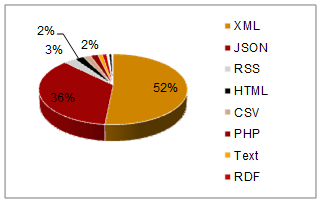 2%
2%
3%
36%
52%
XML
JSON
RSS
HTML
CSV
PHP
Text
RDF